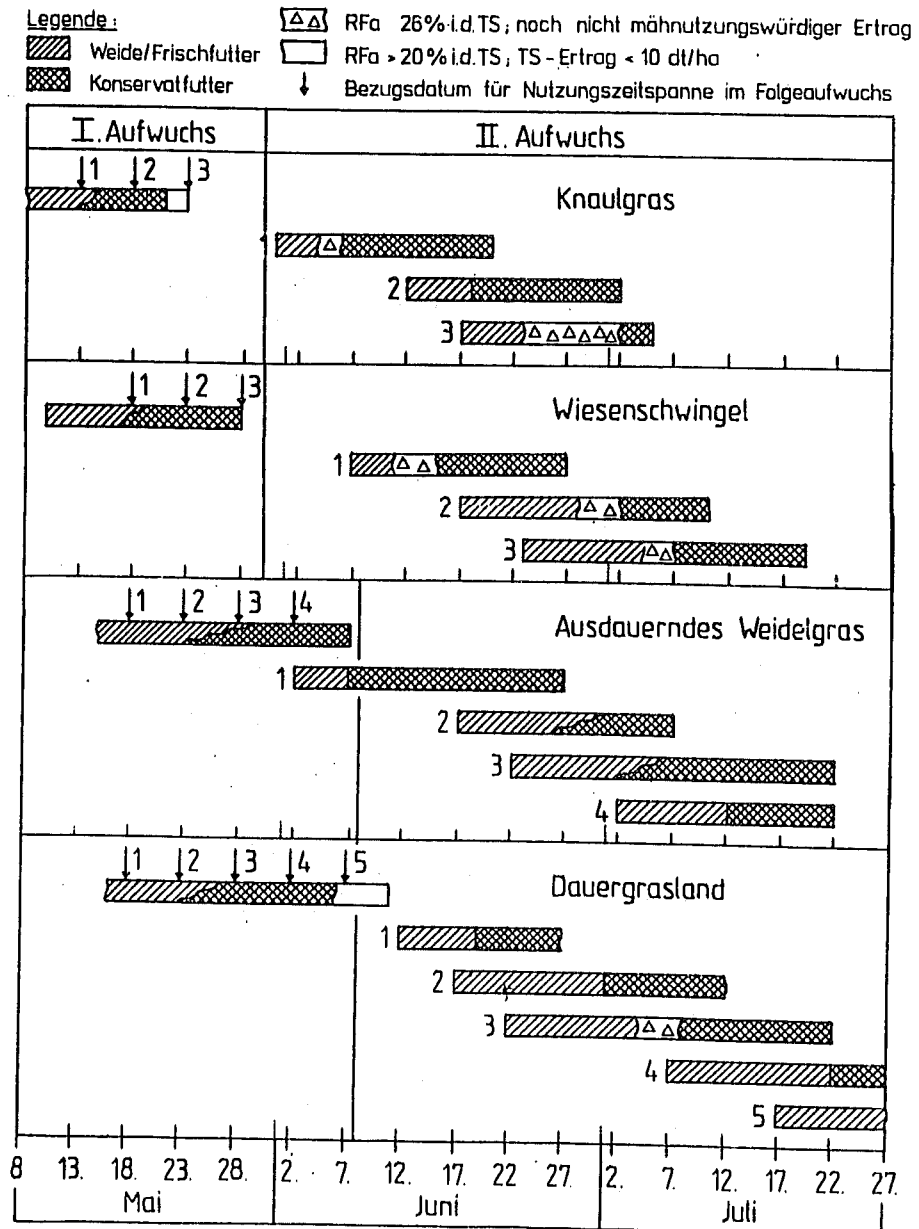 Legende:
Weide/Frischfutter
Konservatfutter
RFa 26% i.d.TS; noch nicht mähnutzungswürdiger Ertrag
RFa > 20% i.d.TS; TS-Ertrag < 10 dt/ha
Bezugsdatum für Nutzungszeitspanne im Folgeaufwuchs
I. Aufwuchs
II. Aufwuchs
1 2 3
Knaulgras
2
3
1 2 3
Wiesenschwingel
1
2
3
1 2 3 4
Ausdauerndes Weidelgras
1
2
3
4
1 2 3 4 5
Dauergrasland
1
2
3
4
5
8 13. 18. 23. 28. 2. 7. 12. 17. 22. 27. 2. 7. 12. 17. 22. 27.
Mai Juni Juli